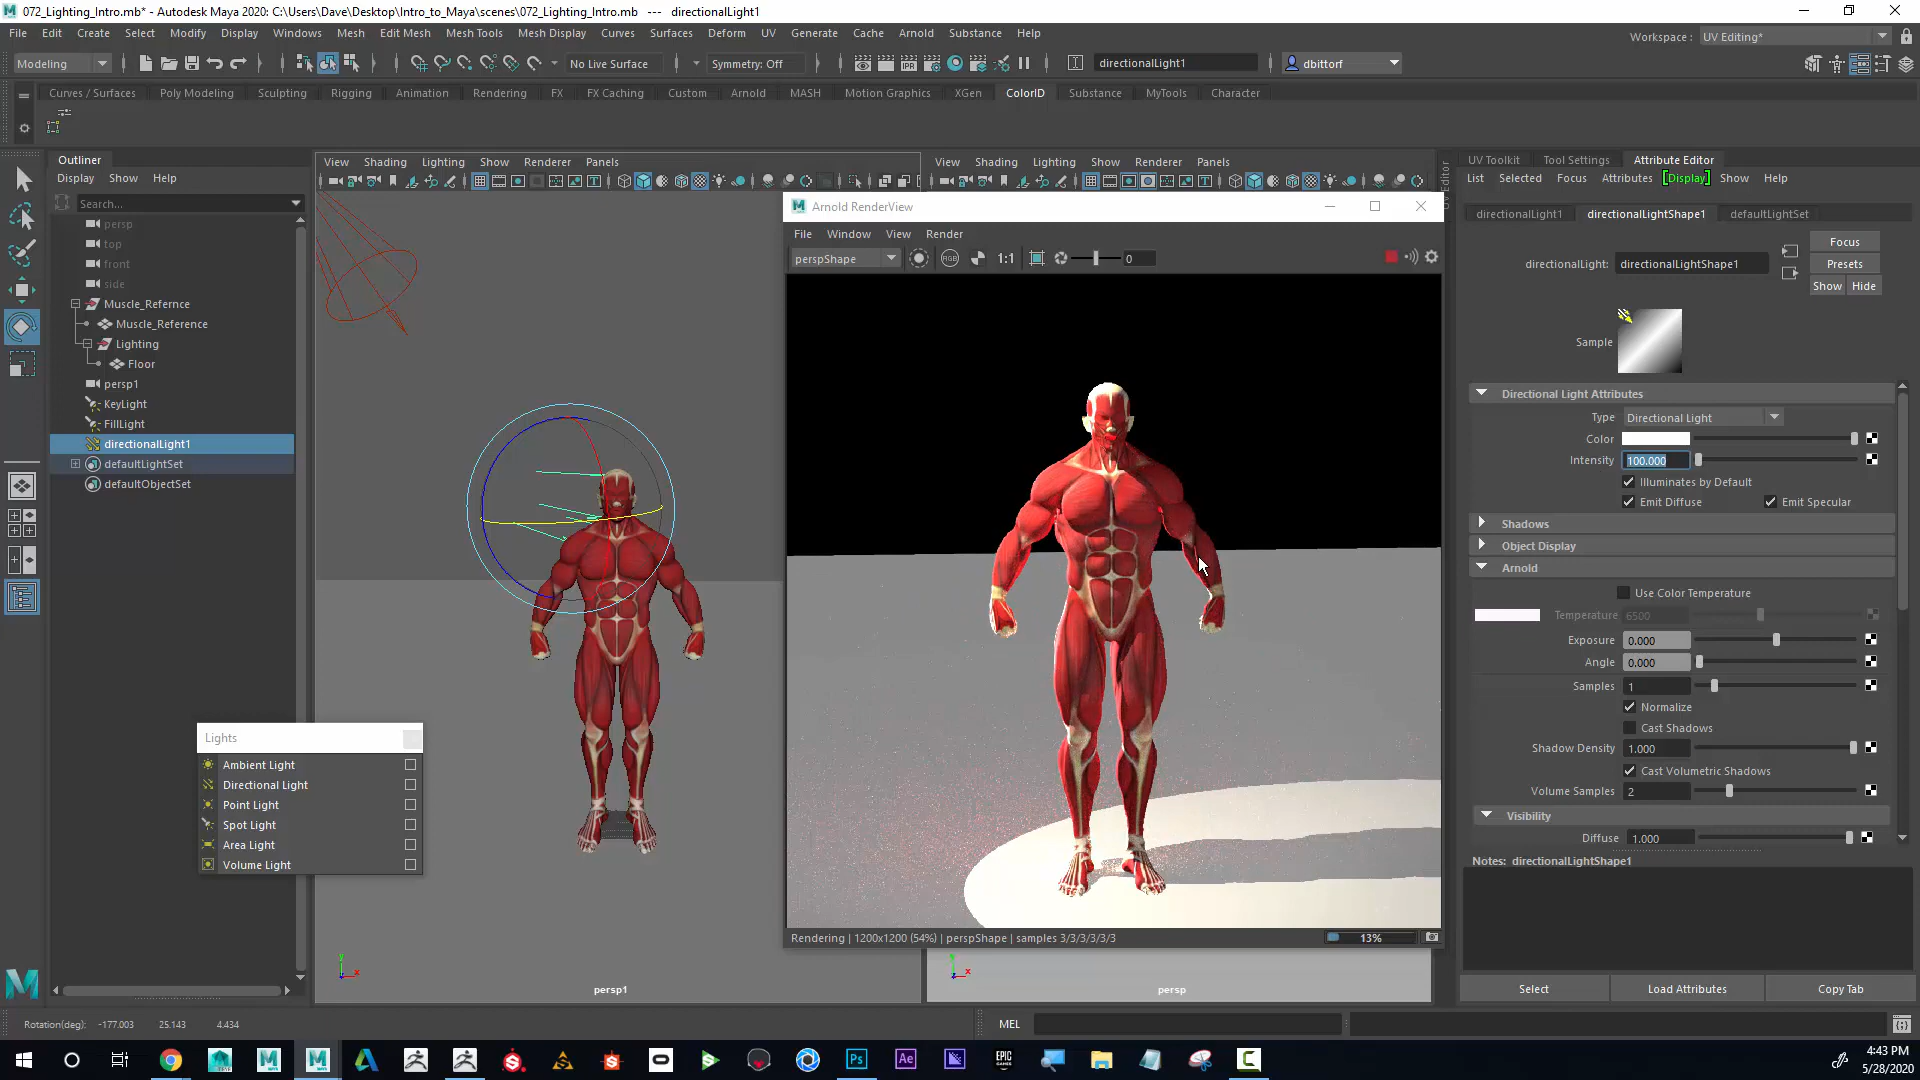 072_Lighting_Intro.mb* - Autodesk Maya 2020: C:\Users\Dave\Desktop\Intro_to_Maya\scenes\072_Lighting_Intro.mb   ---   directionalLight1
File Edit Create Select Modify Display Windows Mesh Edit Mesh Mesh Tools Mesh Display Curves Surfaces Deform UV Generate Cache Arnold Substance Help
Workspace : UV Editing*
Modeling No Live Surface Symmetry: Off directionalLight1 dbittorf
Curves / Surfaces Poly Modeling Sculpting Rigging Animation Rendering FX FX Caching Custom Arnold MASH Motion Graphics XGen ColorID Substance MyTools Character
Outliner
Display Show Help
Search...
persp
top
front
side
Muscle_Refernce
Muscle_Reference
Lighting
Floor
persp1
KeyLight
FillLight
directionalLight1
defaultLightSet
defaultObjectSet
Lights
Ambient Light
Directional Light
Point Light
Spot Light
Area Light
Volume Light
View Shading Lighting Show Renderer Panels
persp1
View Shading Lighting Show Renderer Panels
Arnold RenderView
File Window View Render
perspShape RGB 1:1 0
Rendering | 1200x1200 (54%) | perspShape | samples 3/3/3/3/3/3 13%
persp
UV Editor
UV Toolkit Tool Settings Attribute Editor
List Selected Focus Attributes Display Show Help
directionalLight1 directionalLightShape1 defaultLightSet
Focus
directionalLight: directionalLightShape1 Presets
Show Hide
Sample
Directional Light Attributes
Type Directional Light
Color
Intensity 100.000
Illuminates by Default
Emit Diffuse Emit Specular
Shadows
Object Display
Arnold
Use Color Temperature
Temperature 6500
Exposure 0.000
Angle 0.000
Samples 1
Normalize
Cast Shadows
Shadow Density 1.000
Cast Volumetric Shadows
Volume Samples 2
Visibility
Diffuse 1.000
Notes: directionalLightShape1
Select Load Attributes Copy Tab
Rotation(deg): -177.003 25.143 4.434
MEL
Ps Ae EPIC GAMES
4:43 PM
5/28/2020